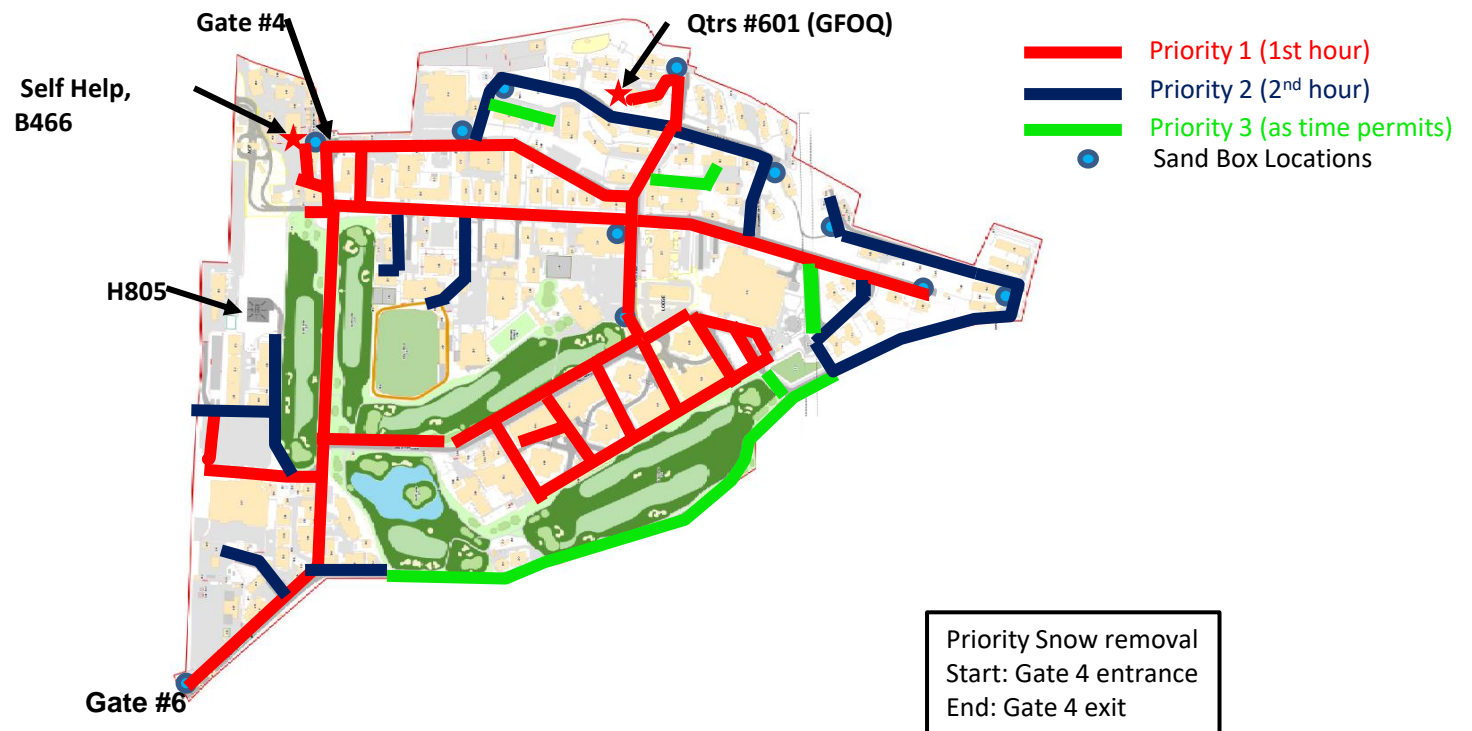 Gate #4
Qtrs #601 (GFOQ)
Self Help,
B466
Priority 1 (1st hour)
Priority 2 (2nd hour)
Priority 3 (as time permits)
Sand Box Locations
H805
LODGE
Gate #6
Priority Snow removal
Start: Gate 4 entrance
End: Gate 4 exit